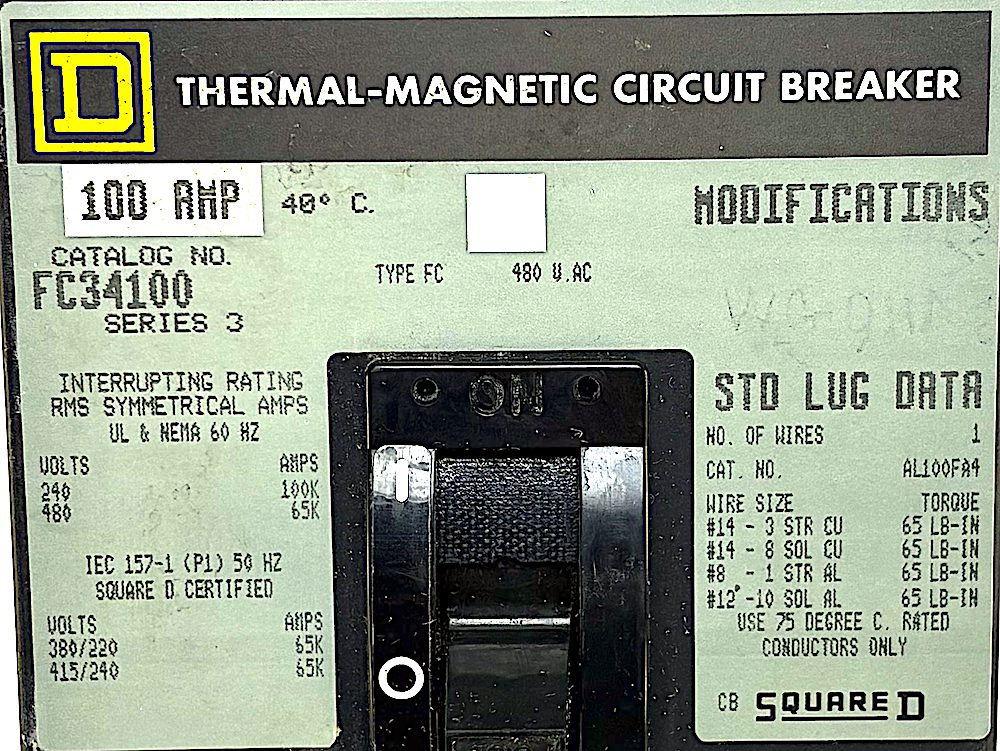 D THERMAL-MAGNETIC CIRCUIT BREAKER
100 AMP 40° C.
MODIFICATIONS
CATALOG NO.
FC34100
SERIES 3
TYPE FC 480 V.AC
INTERRUPTING RATING
RMS SYMMETRICAL AMPS
UL & NEMA 60 HZ
VOLTS AMPS
240 100K
480 65K
IEC 157-1 (P1) 50 HZ
SQUARE D CERTIFIED
VOLTS AMPS
380/220 65K
415/240 65K
ON
I
O
STD LUG DATA
NO. OF WIRES 1
CAT. NO. AL100FA4
WIRE SIZE TORQUE
#14 - 3 STR CU 65 LB-IN
#14 - 8 SOL CU 65 LB-IN
#8 - 1 STR AL 65 LB-IN
#12 -10 SOL AL 65 LB-IN
USE 75 DEGREE C. RATED
CONDUCTORS ONLY
CB SQUARE D